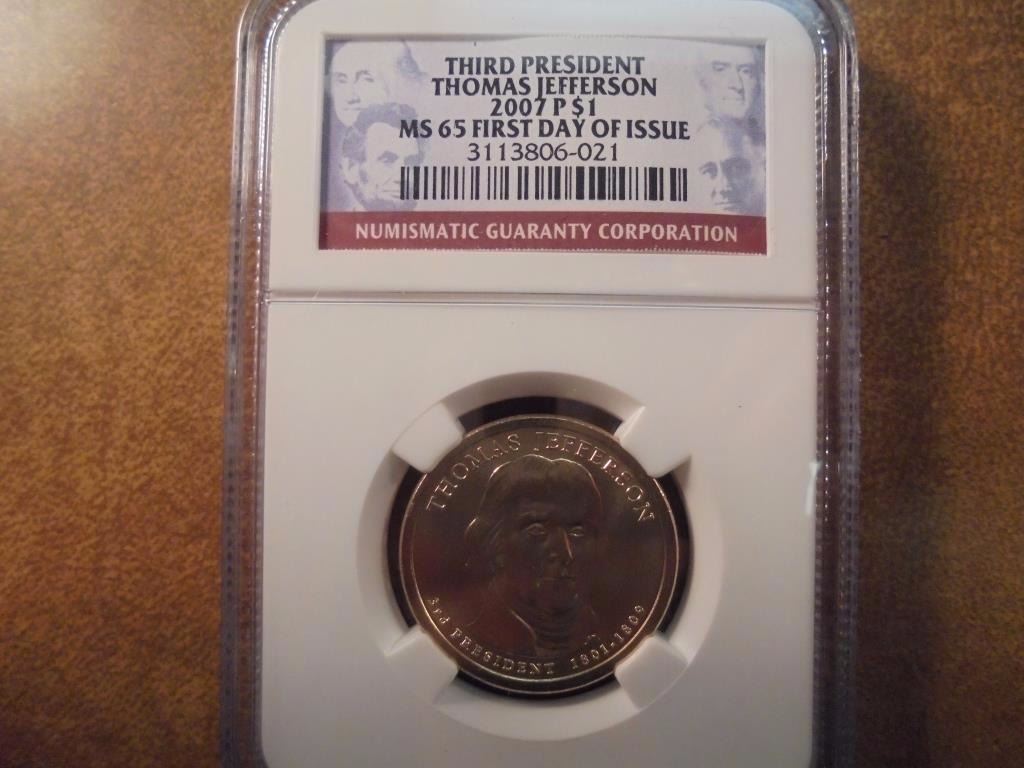 THIRD PRESIDENT
THOMAS JEFFERSON
2007 P $1
MS 65 FIRST DAY OF ISSUE
3113806-021
NUMISMATIC GUARANTY CORPORATION
THOMAS JEFFERSON
3rd PRESIDENT 1801-1809